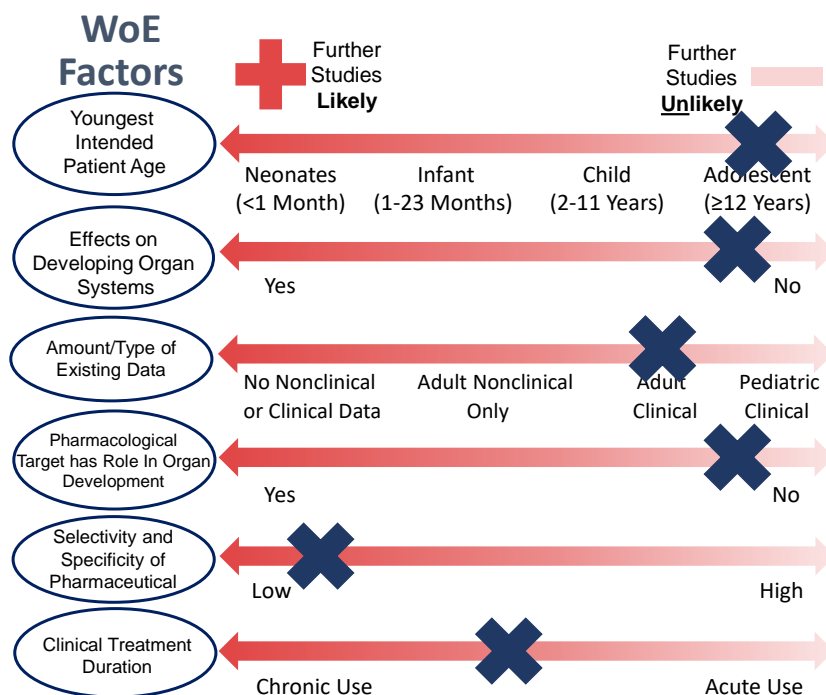 WoE
Factors
Further
Studies
Likely
Further
Studies
Unlikely
Youngest
Intended
Patient Age
Neonates
(<1 Month)
Infant
(1-23 Months)
Child
(2-11 Years)
Adolescent
(≥12 Years)
Effects on
Developing Organ
Systems
Yes
No
Amount/Type of
Existing Data
No Nonclinical
or Clinical Data
Adult Nonclinical
Only
Adult
Clinical
Pediatric
Clinical
Pharmacological
Target has Role In Organ
Development
Yes
No
Selectivity and
Specificity of
Pharmaceutical
Low
High
Clinical Treatment
Duration
Chronic Use
Acute Use